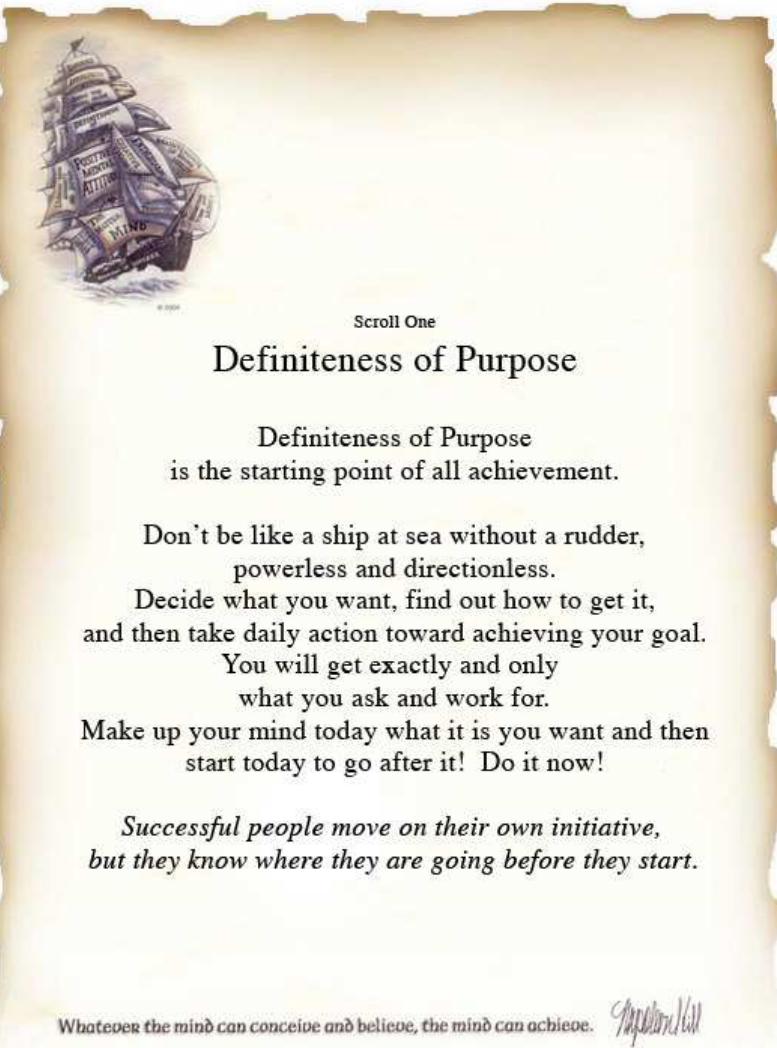 DEFINITENESS
POSITIVE
MENTAL
MIND
© 2004
Scroll One
Definiteness of Purpose
Definiteness of Purpose
is the starting point of all achievement.
Don't be like a ship at sea without a rudder,
powerless and directionless.
Decide what you want, find out how to get it,
and then take daily action toward achieving your goal.
You will get exactly and only
what you ask and work for.
Make up your mind today what it is you want and then
start today to go after it!  Do it now!
Successful people move on their own initiative,
but they know where they are going before they start.
Whatever the mind can conceive and believe, the mind can achieve.
Napoleon Hill